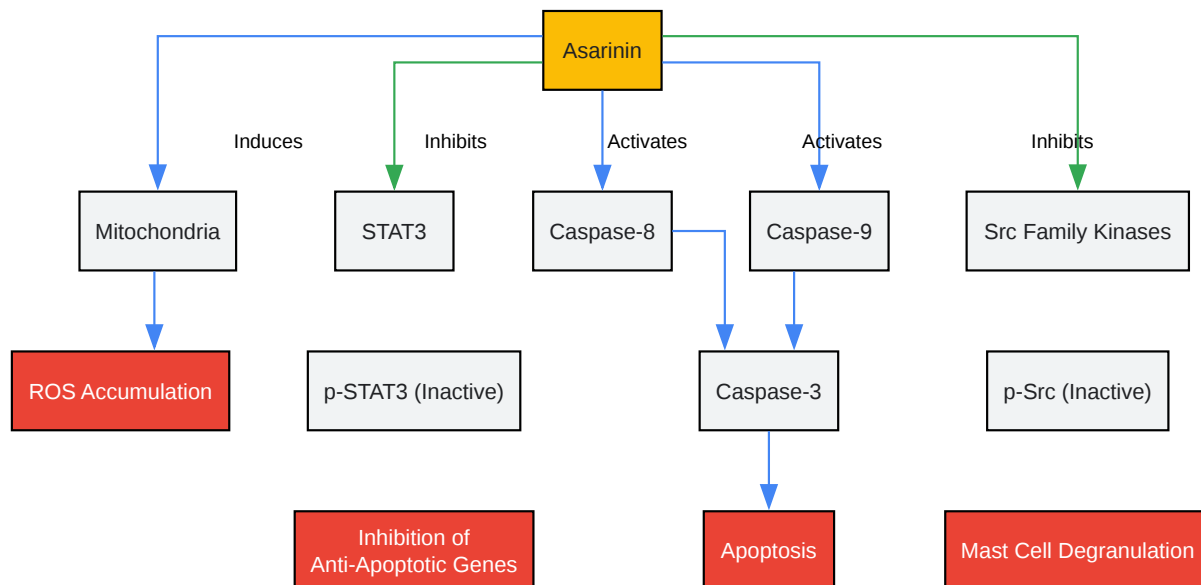 Asarinin
Induces
Inhibits
Activates
Activates
Inhibits
Mitochondria
STAT3
Caspase-8
Caspase-9
Src Family Kinases
ROS Accumulation
p-STAT3 (Inactive)
Caspase-3
p-Src (Inactive)
Inhibition of
Anti-Apoptotic Genes
Apoptosis
Mast Cell Degranulation